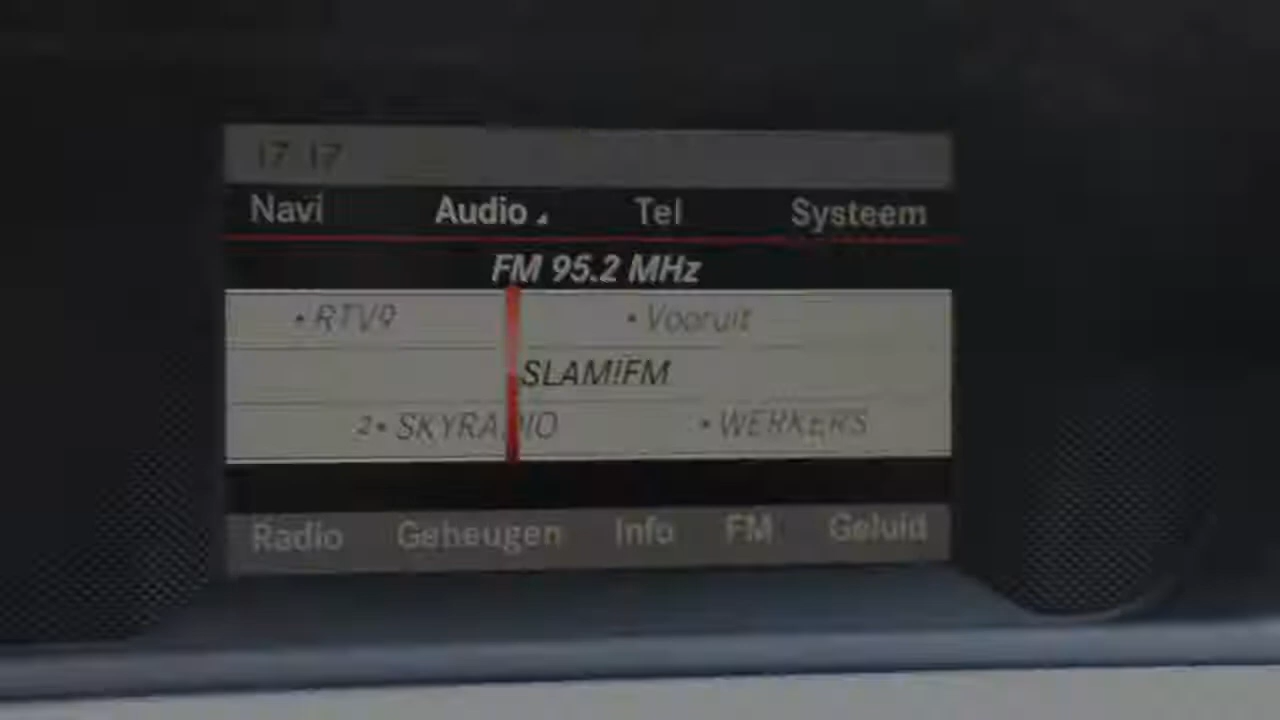 17 17
Navi Audio Tel Systeem
FM 95.2 MHz
• RTV9 • Vooruit
SLAM!FM
2• SKYRADIO • WERKERS
Radio Geheugen Info FM Geluid